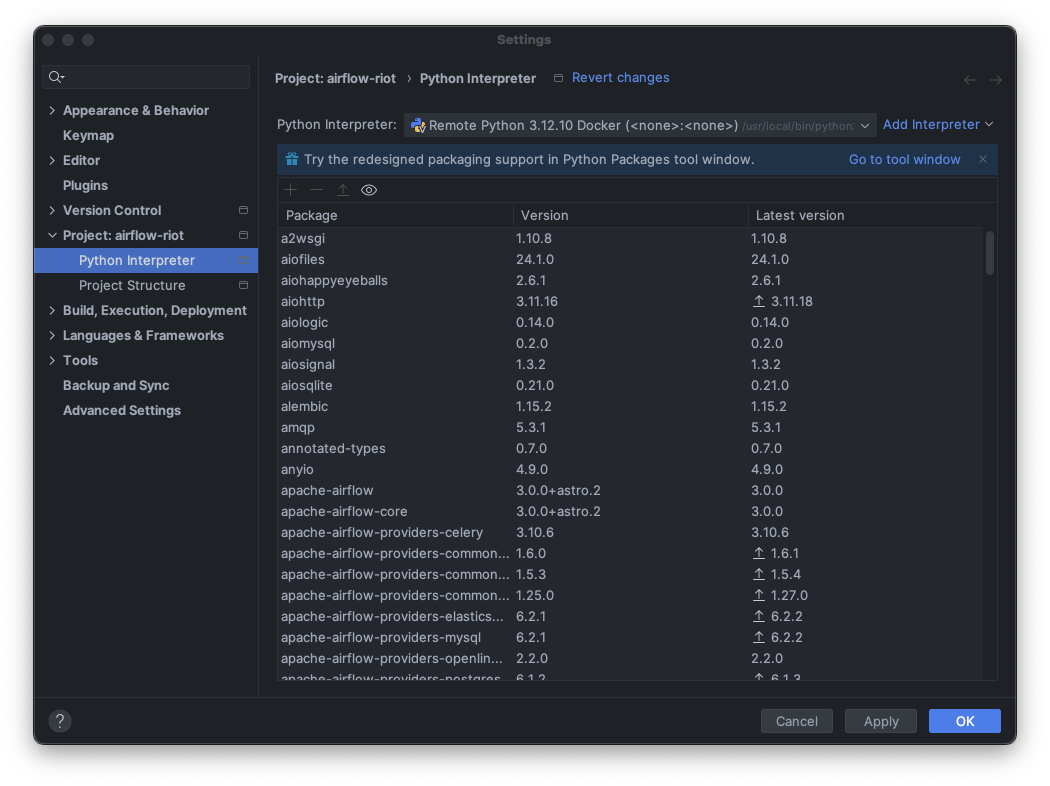 Settings
Project: airflow-riot › Python Interpreter Revert changes
Appearance & Behavior
Keymap
Editor
Plugins
Version Control
Project: airflow-riot
Python Interpreter
Project Structure
Build, Execution, Deployment
Languages & Frameworks
Tools
Backup and Sync
Advanced Settings
Python Interpreter: Remote Python 3.12.10 Docker (<none>:<none>) /usr/local/bin/python Add Interpreter
Try the redesigned packaging support in Python Packages tool window. Go to tool window ×
Package Version Latest version
a2wsgi 1.10.8 1.10.8
aiofiles 24.1.0 24.1.0
aiohappyeyeballs 2.6.1 2.6.1
aiohttp 3.11.16 3.11.18
aiologic 0.14.0 0.14.0
aiomysql 0.2.0 0.2.0
aiosignal 1.3.2 1.3.2
aiosqlite 0.21.0 0.21.0
alembic 1.15.2 1.15.2
amqp 5.3.1 5.3.1
annotated-types 0.7.0 0.7.0
anyio 4.9.0 4.9.0
apache-airflow 3.0.0+astro.2 3.0.0
apache-airflow-core 3.0.0+astro.2 3.0.0
apache-airflow-providers-celery 3.10.6 3.10.6
apache-airflow-providers-common... 1.6.0 1.6.1
apache-airflow-providers-common... 1.5.3 1.5.4
apache-airflow-providers-common... 1.25.0 1.27.0
apache-airflow-providers-elastics... 6.2.1 6.2.2
apache-airflow-providers-mysql 6.2.1 6.2.2
apache-airflow-providers-openlin... 2.2.0 2.2.0
apache-airflow-providers-postgres 6.1.2 6.1.3
? Cancel Apply OK